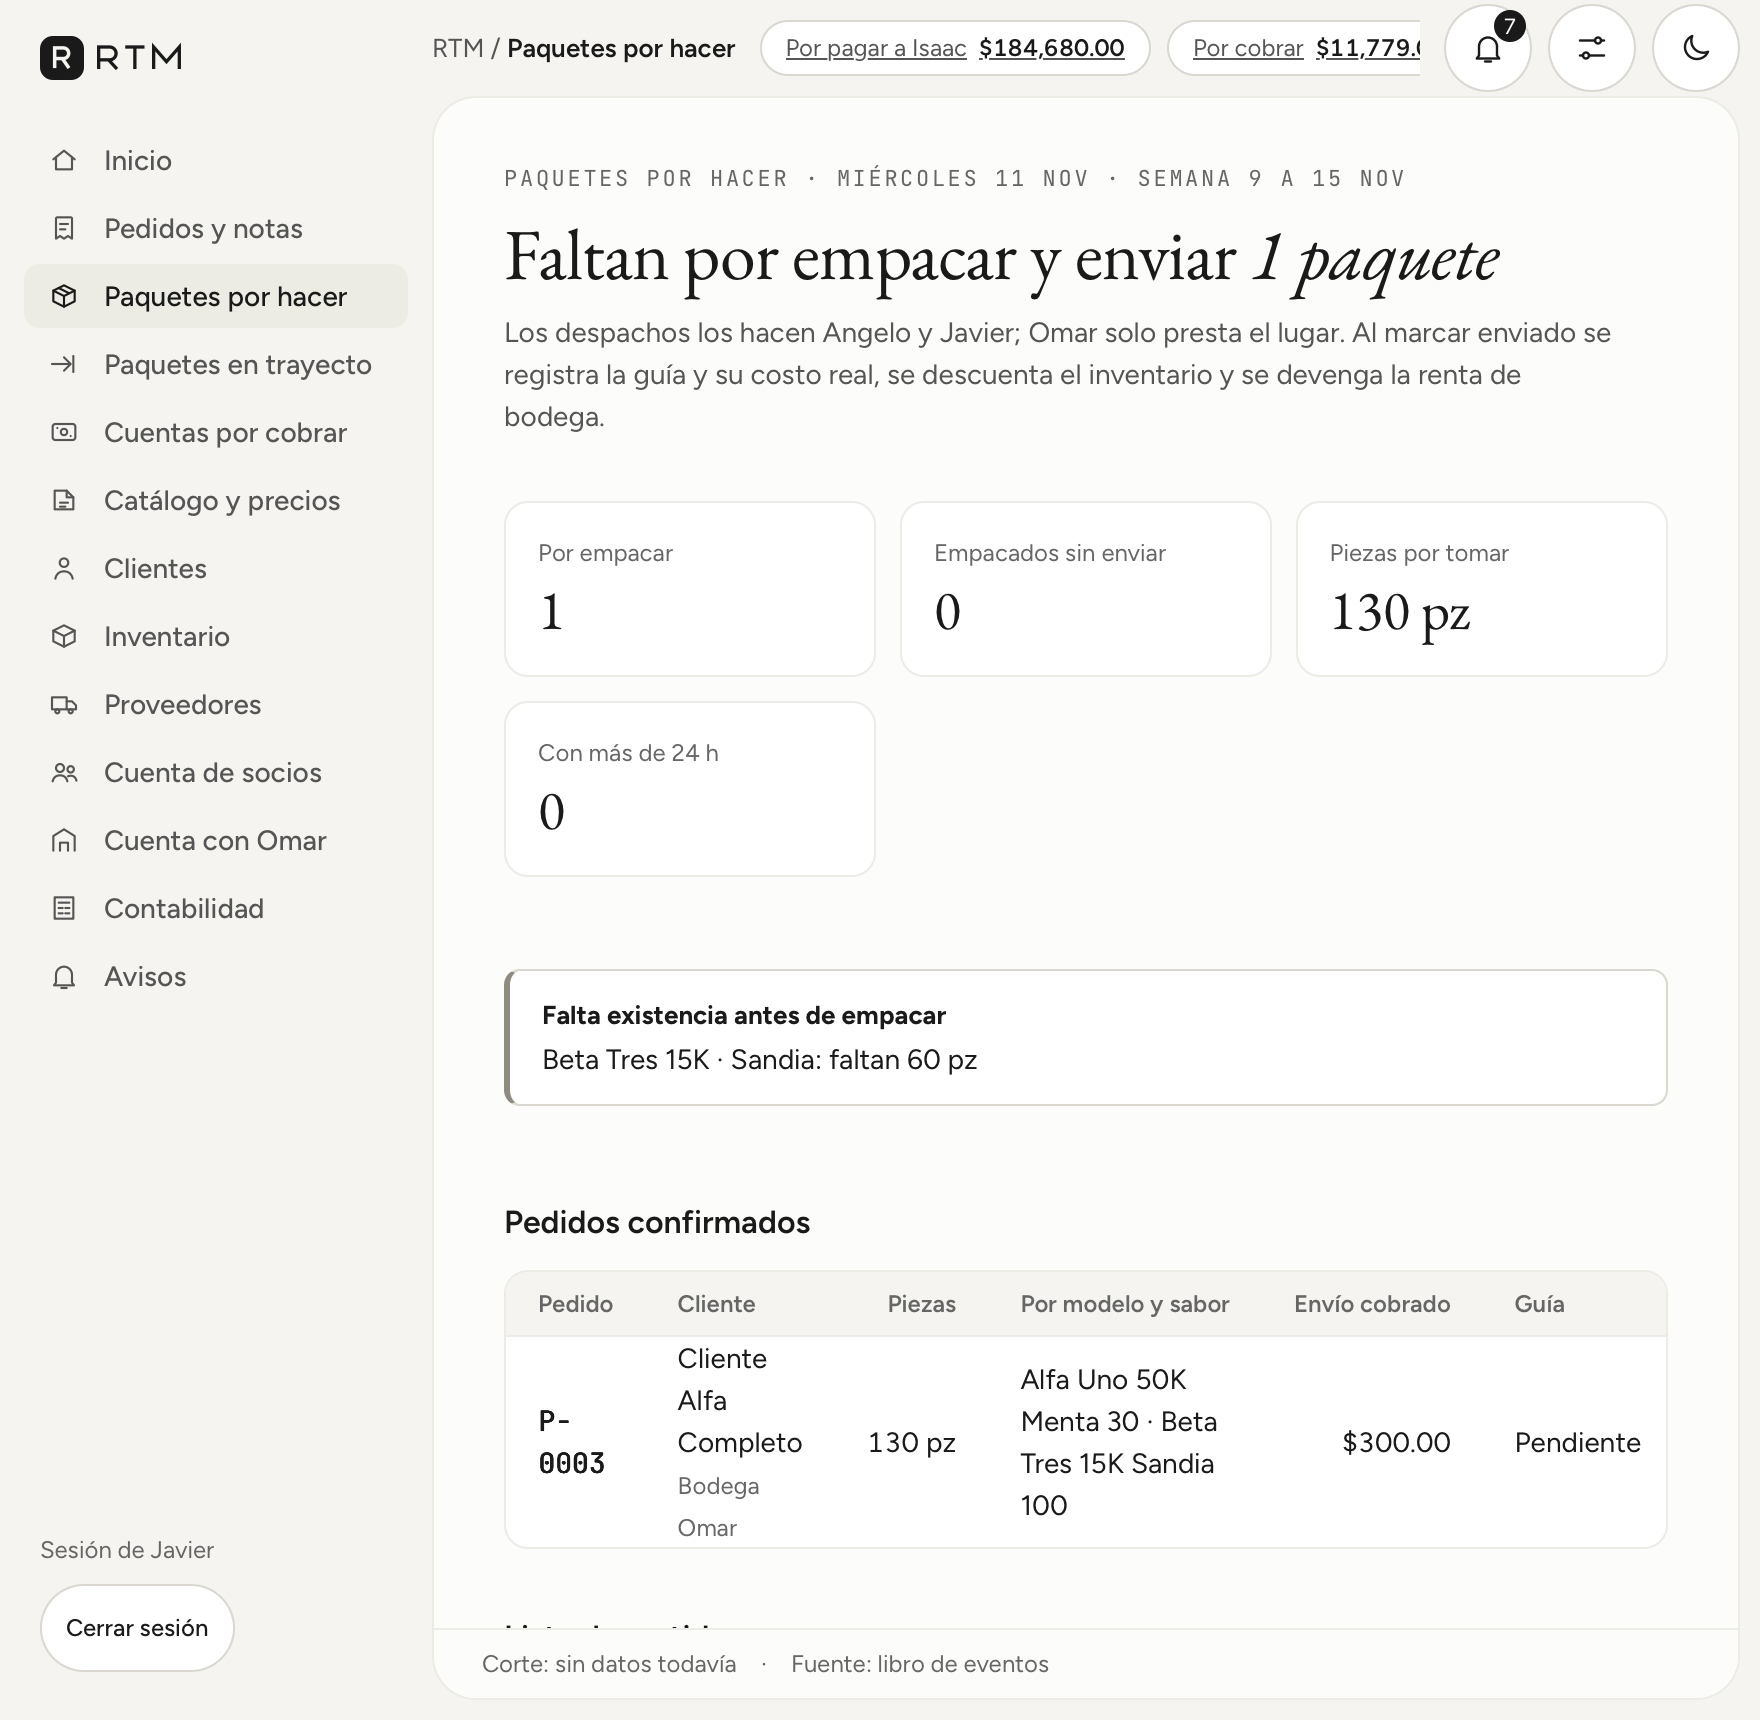 R RTM
Inicio
Pedidos y notas
Paquetes por hacer
Paquetes en trayecto
Cuentas por cobrar
Catálogo y precios
Clientes
Inventario
Proveedores
Cuenta de socios
Cuenta con Omar
Contabilidad
Avisos
Sesión de Javier
Cerrar sesión
RTM / Paquetes por hacer
Por pagar a Isaac $184,680.00
Por cobrar $11,779.
7
PAQUETES POR HACER · MIÉRCOLES 11 NOV · SEMANA 9 A 15 NOV
Faltan por empacar y enviar 1 paquete
Los despachos los hacen Angelo y Javier; Omar solo presta el lugar. Al marcar enviado se
registra la guía y su costo real, se descuenta el inventario y se devenga la renta de
bodega.
Por empacar
1
Empacados sin enviar
0
Piezas por tomar
130 pz
Con más de 24 h
0
Falta existencia antes de empacar
Beta Tres 15K · Sandia: faltan 60 pz
Pedidos confirmados
Pedido Cliente Piezas Por modelo y sabor Envío cobrado Guía
P-
0003
Cliente
Alfa
Completo
Bodega
Omar
130 pz
Alfa Uno 50K
Menta 30 · Beta
Tres 15K Sandia
100
$300.00
Pendiente
Corte: sin datos todavía · Fuente: libro de eventos